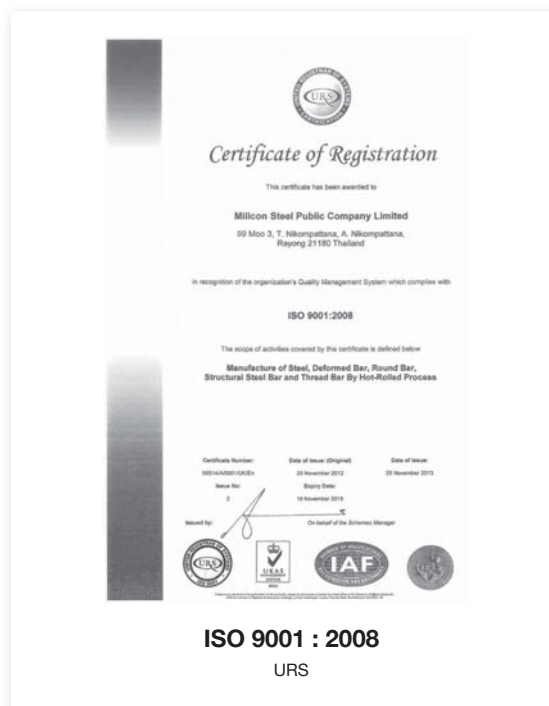 URS
Certificate of Registration
This certificate has been awarded to
Millcon Steel Public Company Limited
99 Moo 3, T. Nikompattana, A. Nikompattana,
Rayong 21180 Thailand
in recognition of the organization's Quality Management System which complies with
ISO 9001:2008
The scope of activities covered by this certificate is defined below
Manufacture of Steel, Deformed Bar, Round Bar,
Structural Steel Bar and Thread Bar By Hot-Rolled Process
Certificate Number: Date of Issue: (Original) Date of Issue:
Issue No: Expiry Date:
2
Issued by: On behalf of the Schemes Manager
URS
UKAS
IAF
ISO 9001 : 2008
URS